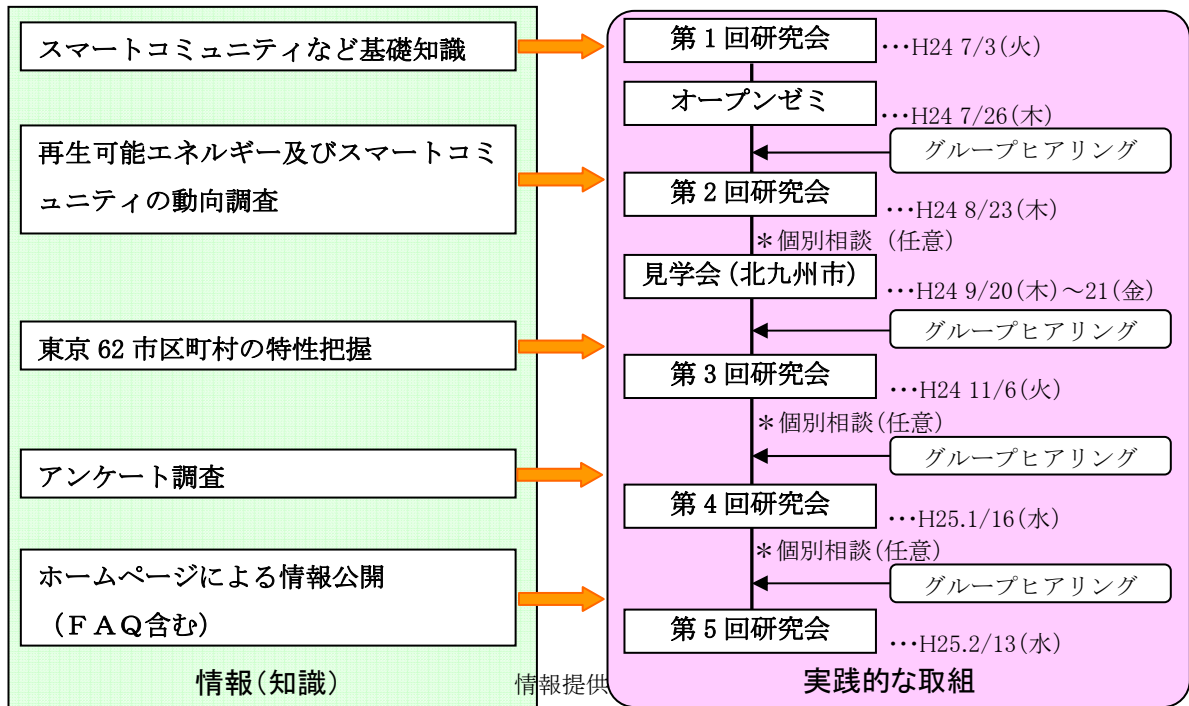 スマートコミュニティなど基礎知識
再生可能エネルギー及びスマートコミ
ュニティの動向調査
東京 62 市区町村の特性把握
アンケート調査
ホームページによる情報公開
（ＦＡＱ含む）
情報（知識）
情報提供
第 1 回研究会
･･･H24 7/3(火)
オープンゼミ
･･･H24 7/26(木)
グループヒアリング
第 2 回研究会
･･･H24 8/23(木)
＊個別相談 (任意)
見学会 (北九州市)
･･･H24 9/20(木)～21(金)
グループヒアリング
第 3 回研究会
･･･H24 11/6(火)
＊個別相談(任意)
グループヒアリング
第 4 回研究会
･･･H25.1/16(水)
＊個別相談(任意)
グループヒアリング
第 5 回研究会
･･･H25.2/13(水)
実践的な取組